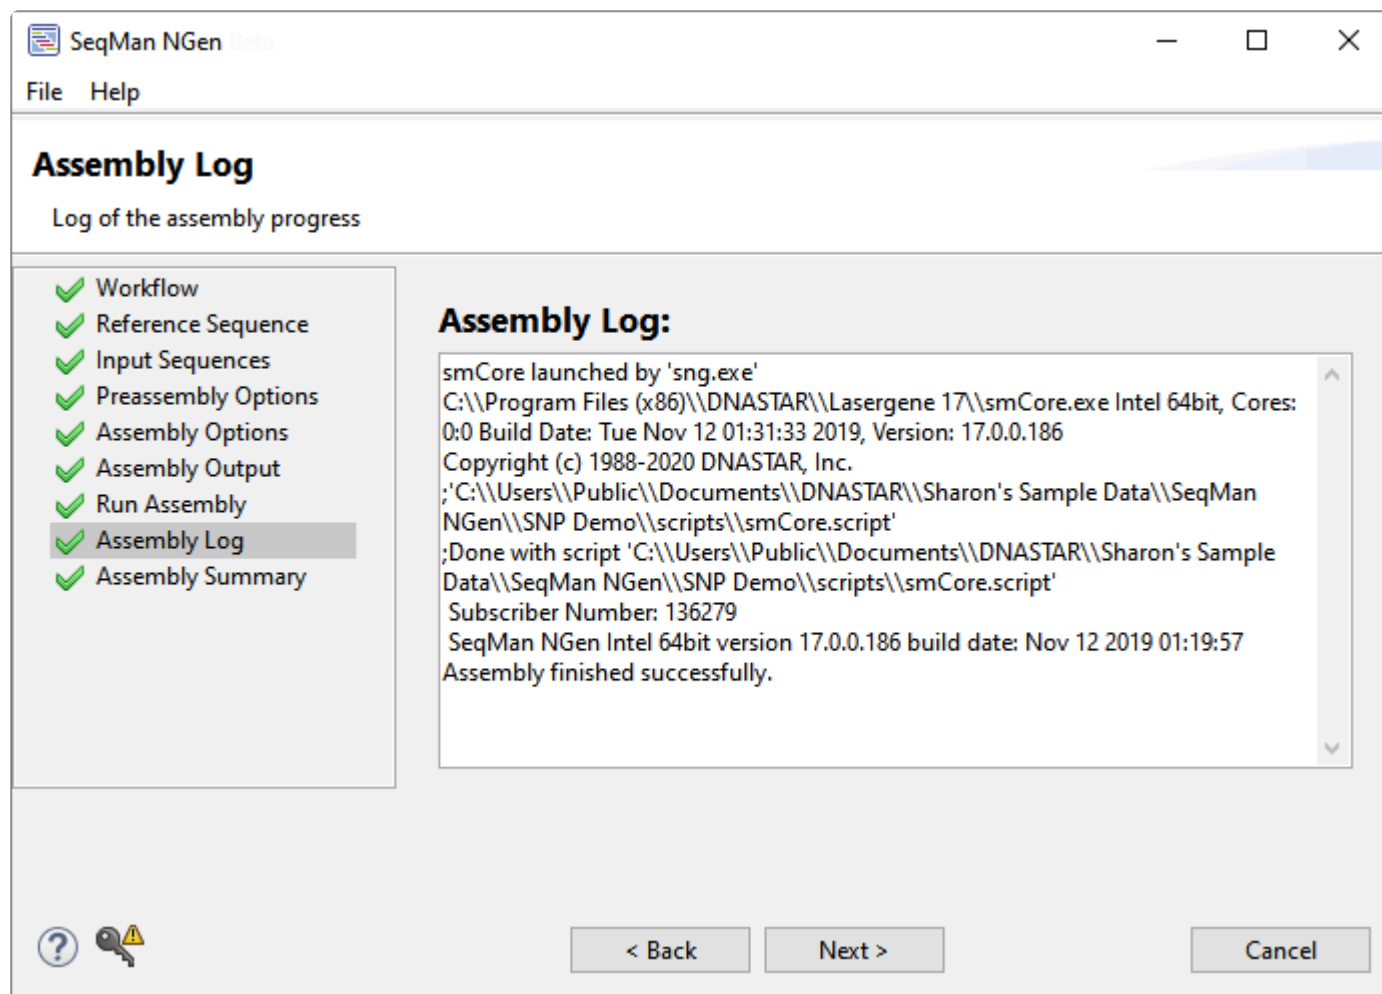 SeqMan NGen Beta
File Help
Assembly Log
Log of the assembly progress
Workflow
Reference Sequence
Input Sequences
Preassembly Options
Assembly Options
Assembly Output
Run Assembly
Assembly Log
Assembly Summary
Assembly Log:
smCore launched by 'sng.exe'
C:\\Program Files (x86)\\DNASTAR\\Lasergene 17\\smCore.exe Intel 64bit, Cores:
0:0 Build Date: Tue Nov 12 01:31:33 2019, Version: 17.0.0.186
Copyright (c) 1988-2020 DNASTAR, Inc.
;'C:\\Users\\Public\\Documents\\DNASTAR\\Sharon's Sample Data\\SeqMan
NGen\\SNP Demo\\scripts\\smCore.script'
;Done with script 'C:\\Users\\Public\\Documents\\DNASTAR\\Sharon's Sample
Data\\SeqMan NGen\\SNP Demo\\scripts\\smCore.script'
Subscriber Number: 136279
SeqMan NGen Intel 64bit version 17.0.0.186 build date: Nov 12 2019 01:19:57
Assembly finished successfully.
?
< Back Next > Cancel